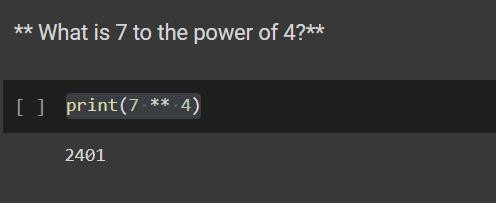 ** What is 7 to the power of 4?**
[ ] print(7 ** 4)
2401